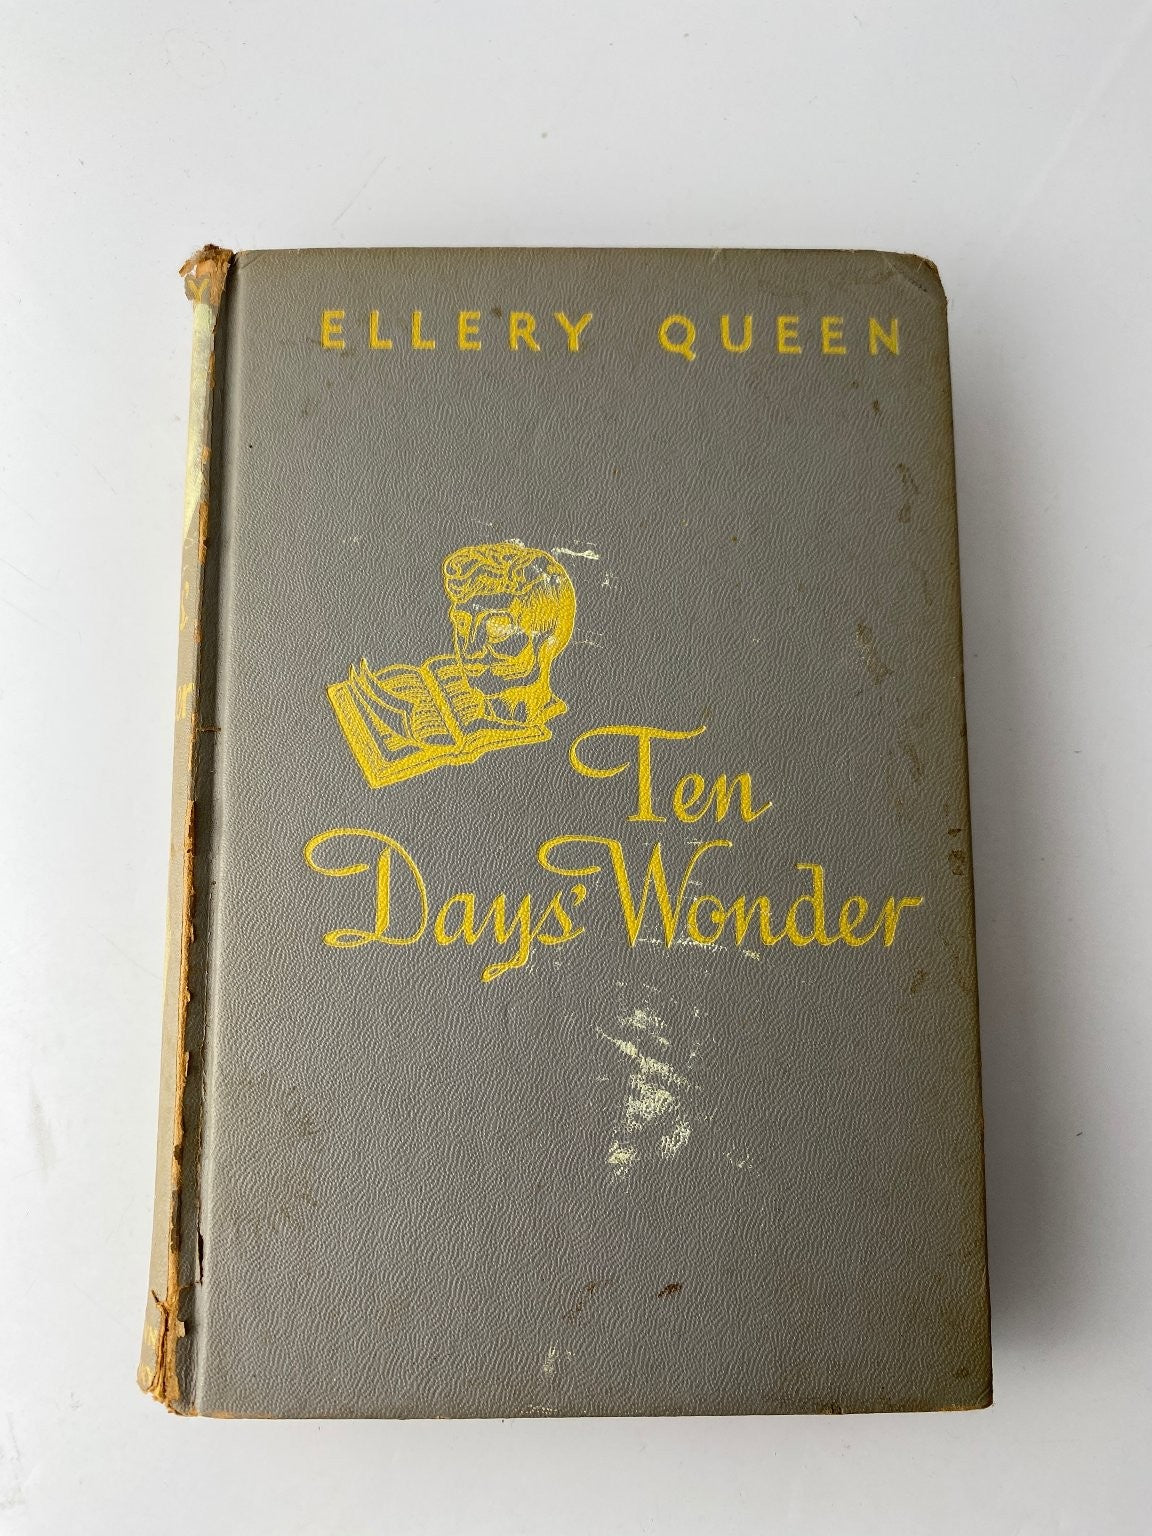 ELLERY QUEEN
Ten
Days' Wonder